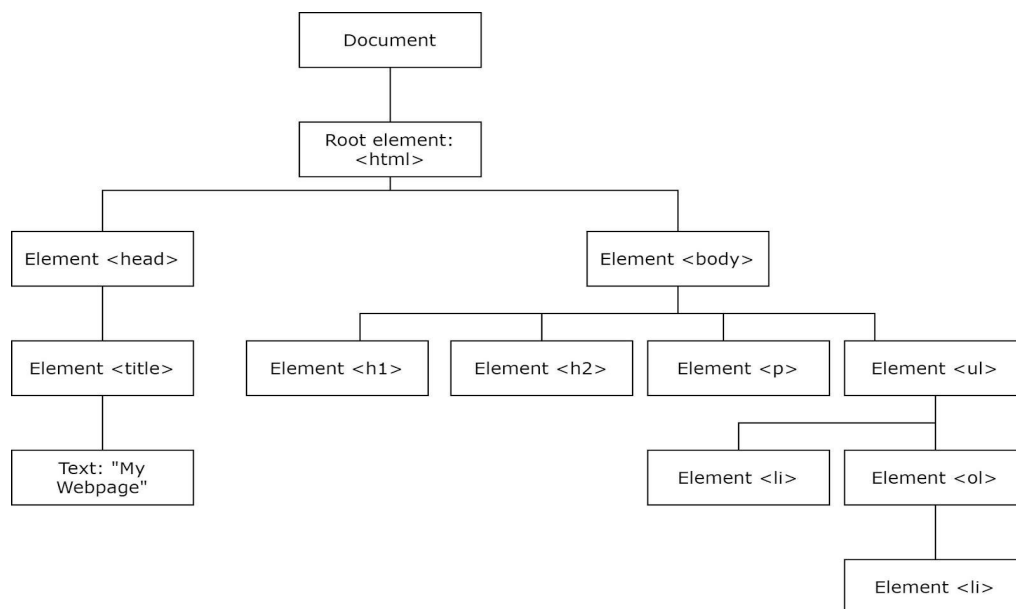 Document
Root element:
<html>
Element <head>
Element <body>
Element <title>
Element <h1>
Element <h2>
Element <p>
Element <ul>
Text: "My
Webpage"
Element <li>
Element <ol>
Element <li>